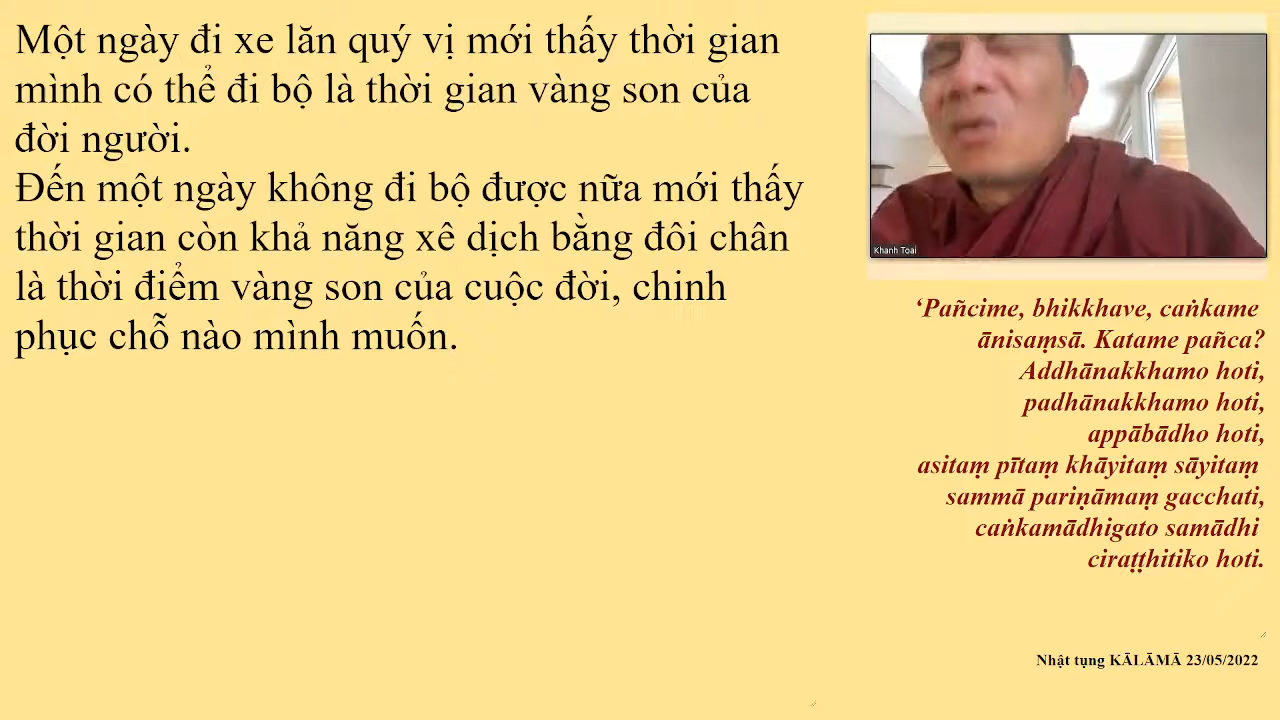 Một ngày đi xe lăn quý vị mới thấy thời gian
mình có thể đi bộ là thời gian vàng son của
đời người.
Đến một ngày không đi bộ được nữa mới thấy
thời gian còn khả năng xê dịch bằng đôi chân
là thời điểm vàng son của cuộc đời, chinh
phục chỗ nào mình muốn.
Khanh Toai
‘Pañcime, bhikkhave, caṅkame
ānisaṃsā. Katame pañca?
Addhānakkhamo hoti,
padhānakkhamo hoti,
appābādho hoti,
asitaṃ pītaṃ khāyitaṃ sāyitaṃ
sammā pariṇāmaṃ gacchati,
caṅkamādhigato samādhi
ciraṭṭhitiko hoti.
Nhật tụng KĀLĀMĀ 23/05/2022